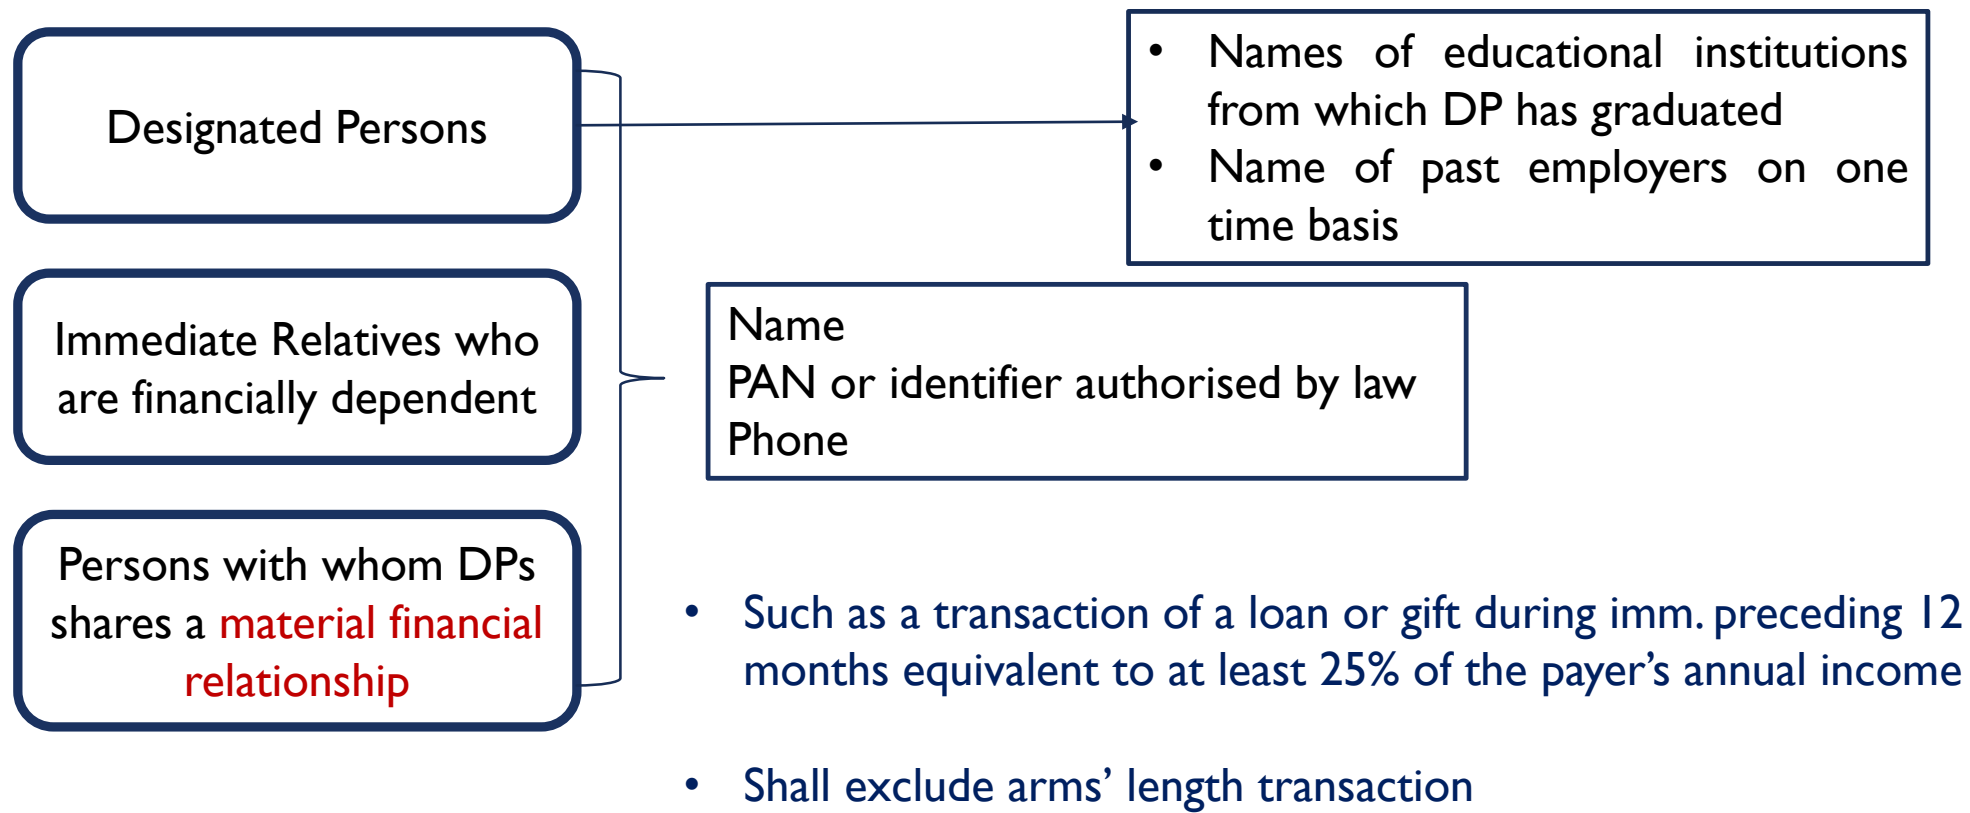 Designated Persons
• Names of educational institutions
from which DP has graduated
• Name of past employers on one
time basis
Immediate Relatives who
are financially dependent
Name
PAN or identifier authorised by law
Phone
Persons with whom DPs
shares a material financial
relationship
• Such as a transaction of a loan or gift during imm. preceding 12
months equivalent to at least 25% of the payer’s annual income
• Shall exclude arms’ length transaction